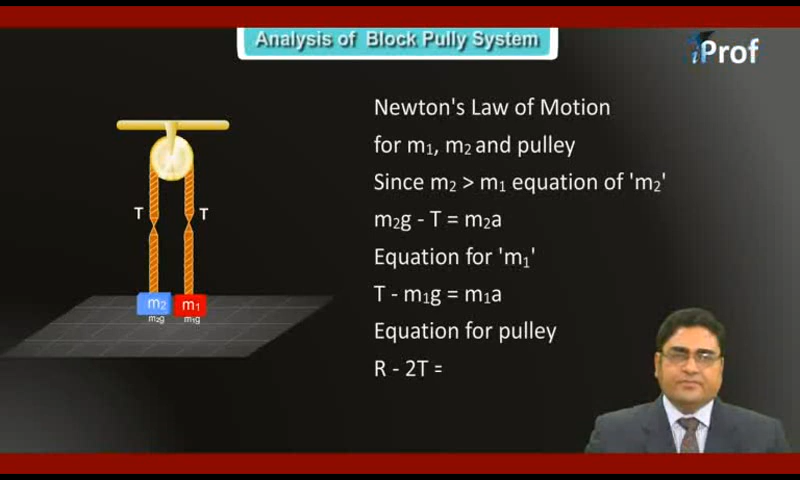 Analysis of Block Pully System
iProf
Newton's Law of Motion
for m₁, m₂ and pulley
Since m₂ > m₁ equation of 'm₂'
m₂g - T = m₂a
Equation for 'm₁'
T - m₁g = m₁a
Equation for pulley
R - 2T =
T T
m₂ m₁
m₂g m₁g